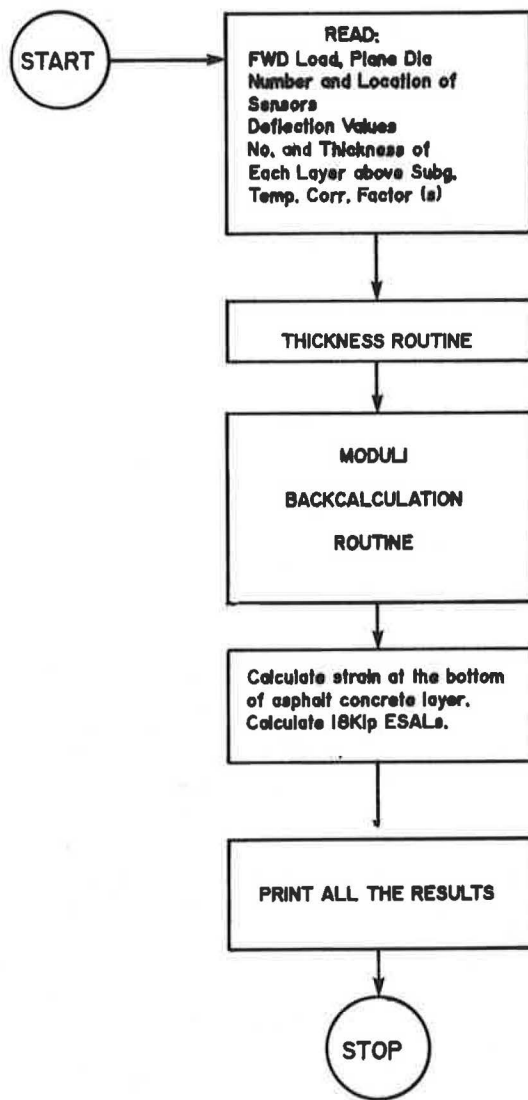 START
READ:
FWD Load, Plane Dia
Number and Location of
Sensors
Deflection Values
No. and Thickness of
Each Layer above Subg.
Temp. Corr. Factor (s)
THICKNESS ROUTINE
MODULI
BACKCALCULATION
ROUTINE
Calculate strain at the bottom
of asphalt concrete layer.
Calculate 18Kip ESALs.
PRINT ALL THE RESULTS
STOP